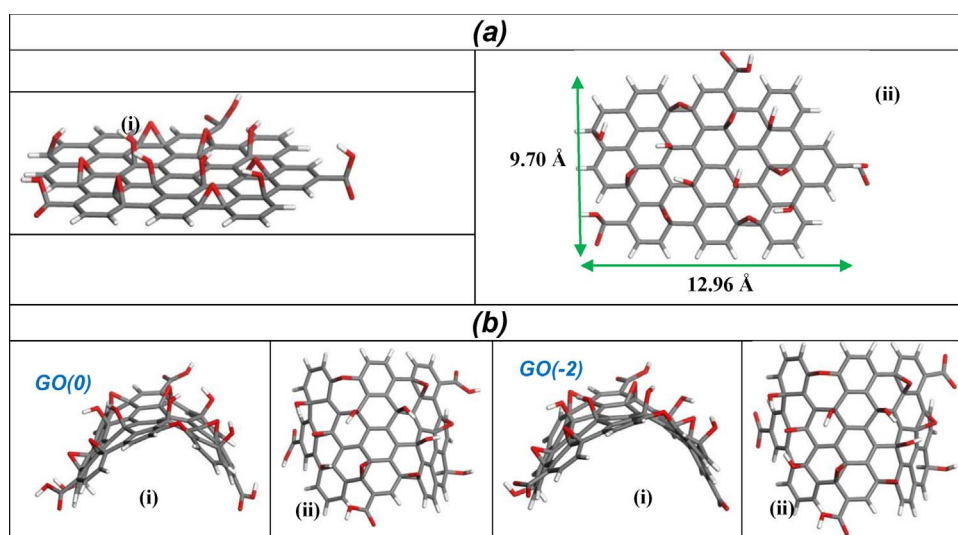 (a)
(i)
(ii)
9.70 Å
12.96 Å
(b)
GO(0)
(i)
(ii)
GO(-2)
(i)
(ii)